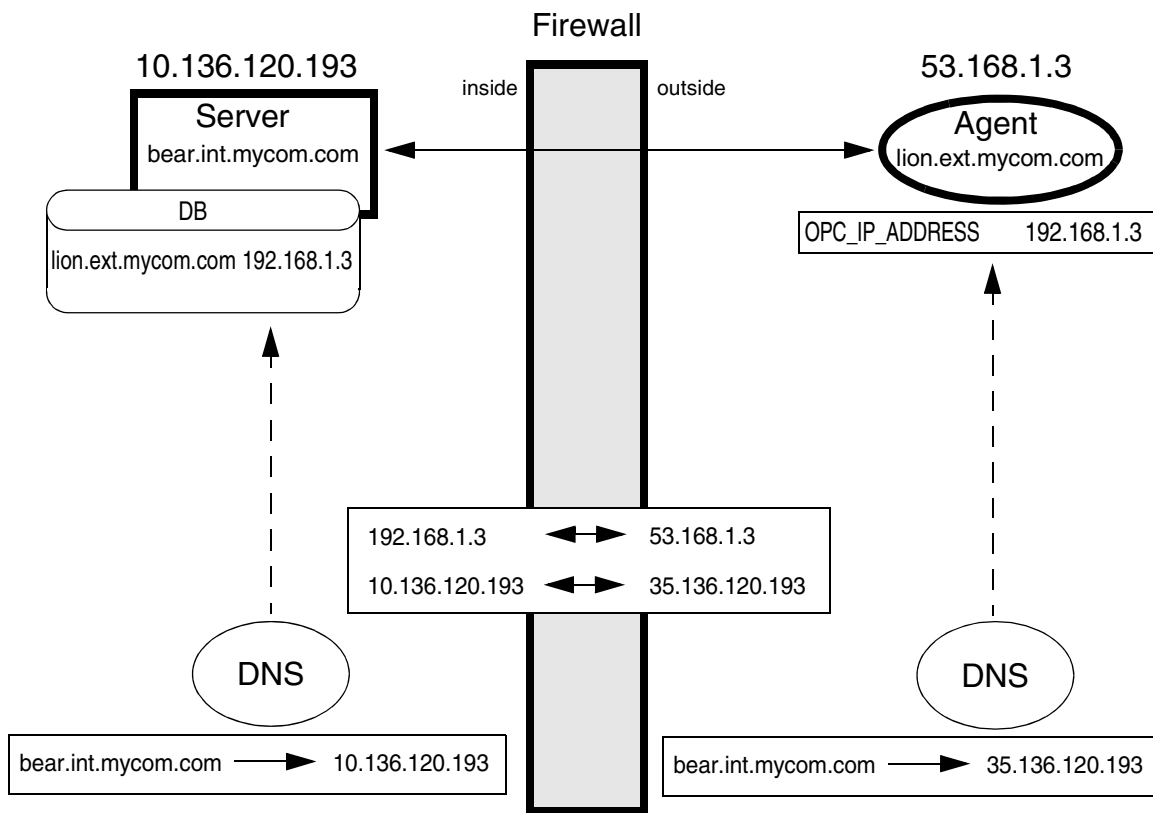 Firewall
10.136.120.193
53.168.1.3
inside
outside
Server
bear.int.mycom.com
Agent
lion.ext.mycom.com
DB
lion.ext.mycom.com 192.168.1.3
OPC_IP_ADDRESS 192.168.1.3
192.168.1.3 53.168.1.3
10.136.120.193 35.136.120.193
DNS
DNS
bear.int.mycom.com 10.136.120.193
bear.int.mycom.com 35.136.120.193